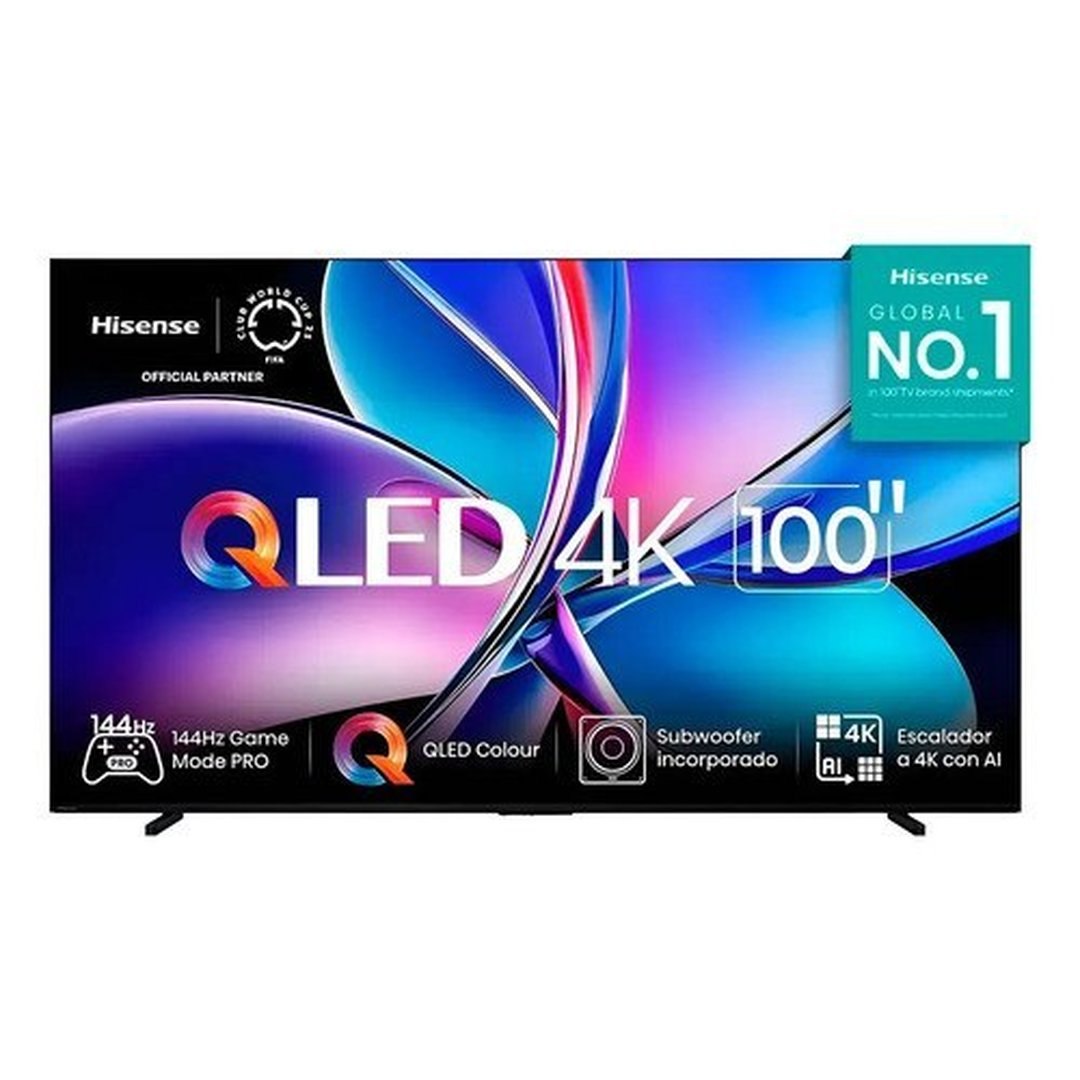 Hisense
CLUB WORLD CUP 25
FIFA
OFFICIAL PARTNER
Hisense
GLOBAL
NO.1
in 100" TV brand shipments*
QLED 4K 100"
144Hz
PRO
144Hz Game
Mode PRO
QLED Colour
Subwoofer
incorporado
4K
AI
Escalador
a 4K con AI